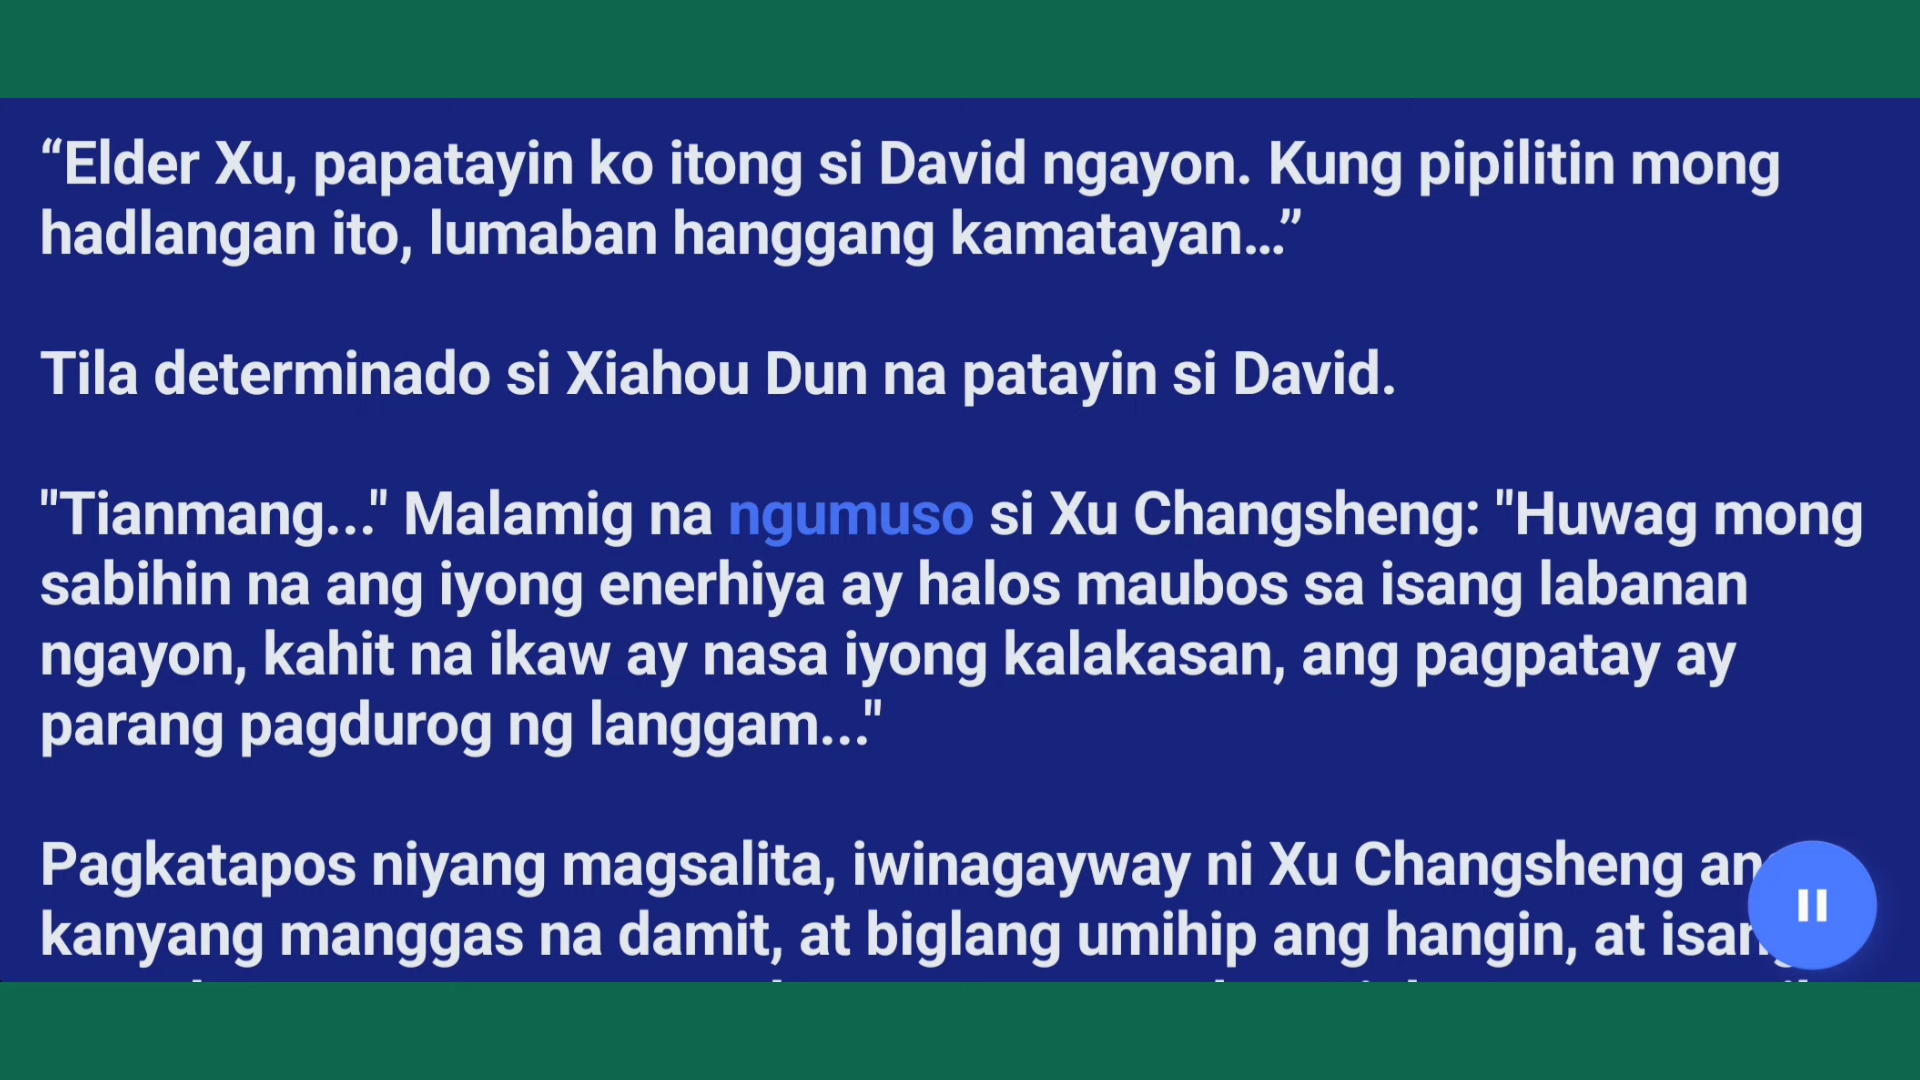 “Elder Xu, papatayin ko itong si David ngayon. Kung pipilitin mong
hadlangan ito, lumaban hanggang kamatayan…”
Tila determinado si Xiahou Dun na patayin si David.
"Tianmang..." Malamig na ngumuso si Xu Changsheng: "Huwag mong
sabihin na ang iyong enerhiya ay halos maubos sa isang labanan
ngayon, kahit na ikaw ay nasa iyong kalakasan, ang pagpatay ay
parang pagdurog ng langgam..."
Pagkatapos niyang magsalita, iwinagayway ni Xu Changsheng ang
kanyang manggas na damit, at biglang umihip ang hangin, at isang